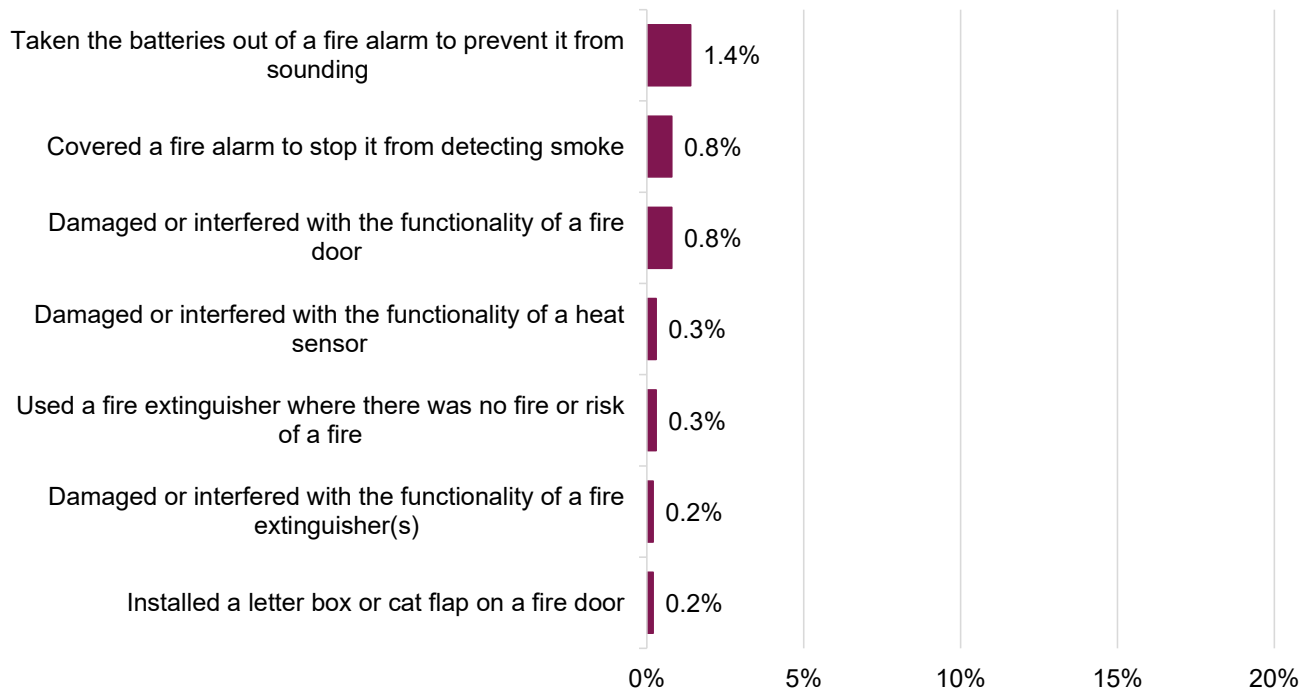 Taken the batteries out of a fire alarm to prevent it from
sounding
1.4%
Covered a fire alarm to stop it from detecting smoke
0.8%
Damaged or interfered with the functionality of a fire
door
0.8%
Damaged or interfered with the functionality of a heat
sensor
0.3%
Used a fire extinguisher where there was no fire or risk
of a fire
0.3%
Damaged or interfered with the functionality of a fire
extinguisher(s)
0.2%
Installed a letter box or cat flap on a fire door
0.2%
0% 5% 10% 15% 20%